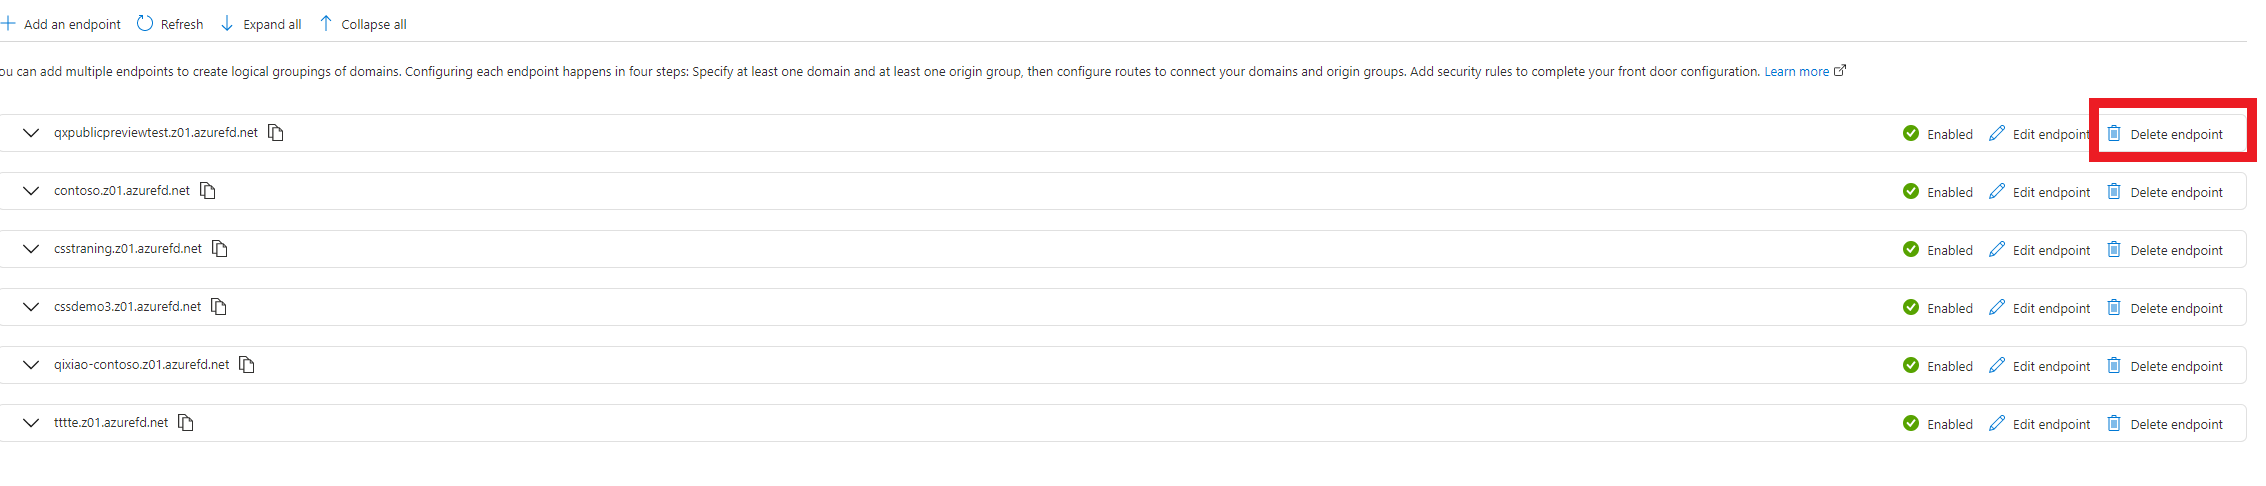 Add an endpoint Refresh Expand all Collapse all
ou can add multiple endpoints to create logical groupings of domains. Configuring each endpoint happens in four steps: Specify at least one domain and at least one origin group, then configure routes to connect your domains and origin groups. Add security rules to complete your front door configuration. Learn more
qxpublicpreviewtest.z01.azurefd.net Enabled Edit endpoint Delete endpoint
contoso.z01.azurefd.net Enabled Edit endpoint Delete endpoint
csstraning.z01.azurefd.net Enabled Edit endpoint Delete endpoint
cssdemo3.z01.azurefd.net Enabled Edit endpoint Delete endpoint
qixiao-contoso.z01.azurefd.net Enabled Edit endpoint Delete endpoint
tttte.z01.azurefd.net Enabled Edit endpoint Delete endpoint